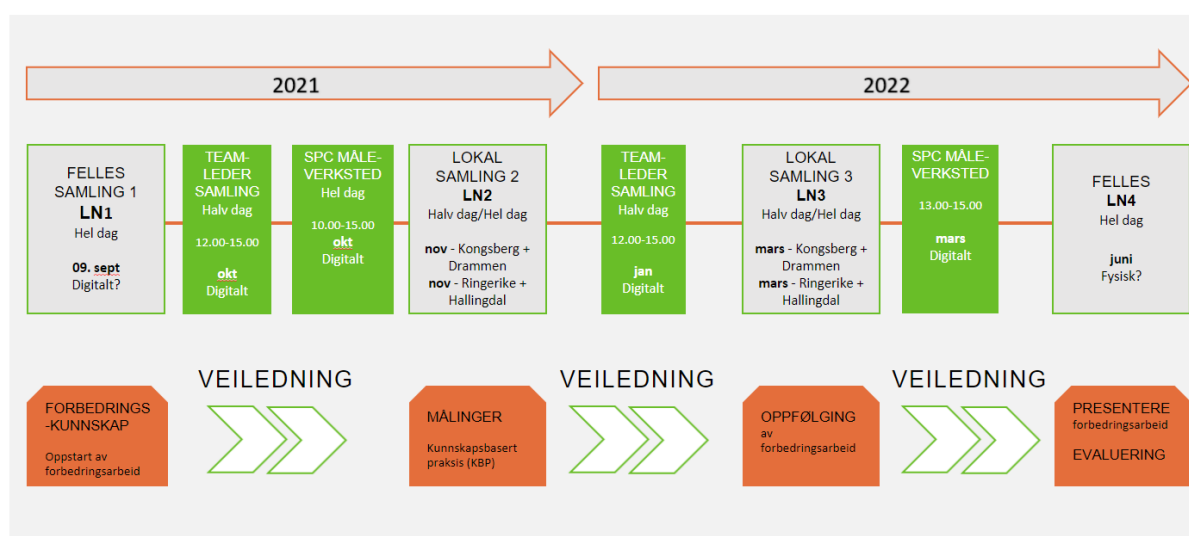 2021
2022
FELLES
SAMLING 1
LN1
Hel dag
09. sept
Digitalt?
TEAM-
LEDER
SAMLING
Halv dag
12.00-15.00
okt
Digitalt
SPC MÅLE-
VERKSTED
Hel dag
10.00-15.00
okt
Digitalt
LOKAL
SAMLING 2
LN2
Halv dag/Hel dag
nov - Kongsberg +
Drammen
nov - Ringerike +
Hallingdal
TEAM-
LEDER
SAMLING
Halv dag
12.00-15.00
jan
Digitalt
LOKAL
SAMLING 3
LN3
Halv dag/Hel dag
mars - Kongsberg +
Drammen
mars - Ringerike +
Hallingdal
SPC MÅLE-
VERKSTED
13.00-15.00
mars
Digitalt
FELLES
LN4
Hel dag
juni
Fysisk?
FORBEDRINGS
-KUNNSKAP
Oppstart av
forbedringsarbeid
VEILEDNING
MÅLINGER
Kunnskapsbasert
praksis (KBP)
VEILEDNING
OPPFØLGING
av
forbedringsarbeid
VEILEDNING
PRESENTERE
forbedringsarbeid
EVALUERING